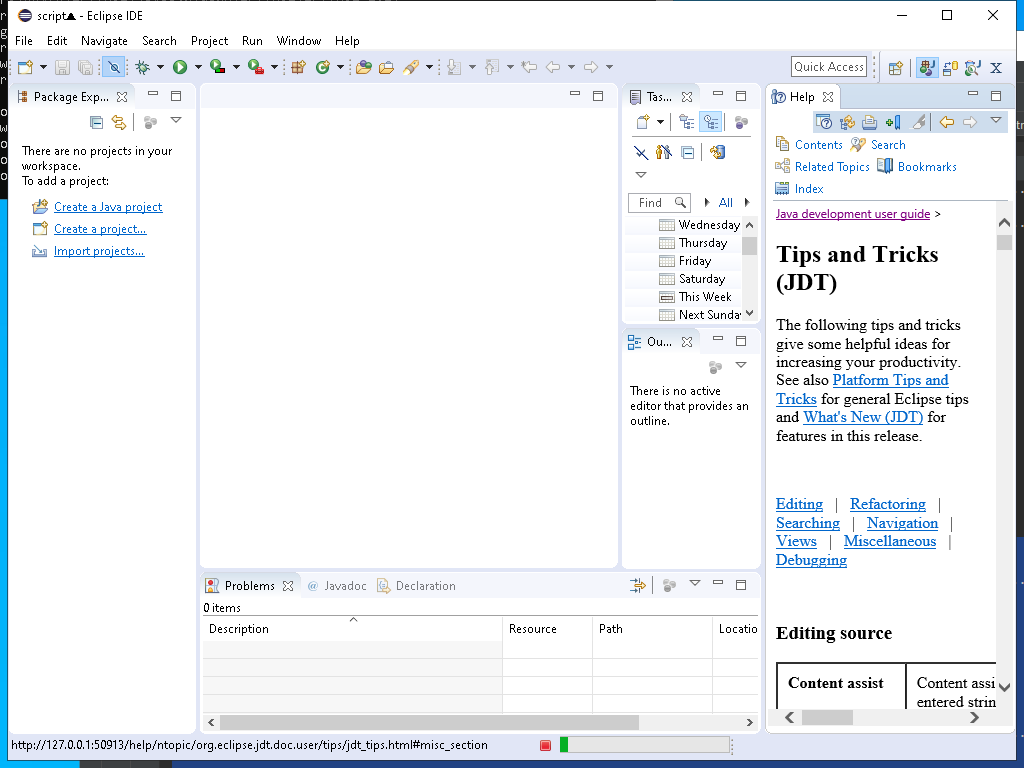 script▲ - Eclipse IDE
File Edit Navigate Search Project Run Window Help
Quick Access
Package Exp...
There are no projects in your
workspace.
To add a project:
Create a Java project
Create a project...
Import projects...
Tas...
Find
All
Wednesday
Thursday
Friday
Saturday
This Week
Next Sunda
Ou...
There is no active
editor that provides an
outline.
Help
Contents Search
Related Topics Bookmarks
Index
Java development user guide >
Tips and Tricks
(JDT)
The following tips and tricks
give some helpful ideas for
increasing your productivity.
See also Platform Tips and
Tricks for general Eclipse tips
and What's New (JDT) for
features in this release.
Editing | Refactoring |
Searching | Navigation |
Views | Miscellaneous |
Debugging
Editing source
Content assist Content assi
entered strin
Problems @ Javadoc Declaration
0 items
Description Resource Path Locatio
http://127.0.0.1:50913/help/ntopic/org.eclipse.jdt.doc.user/tips/jdt_tips.html#misc_section